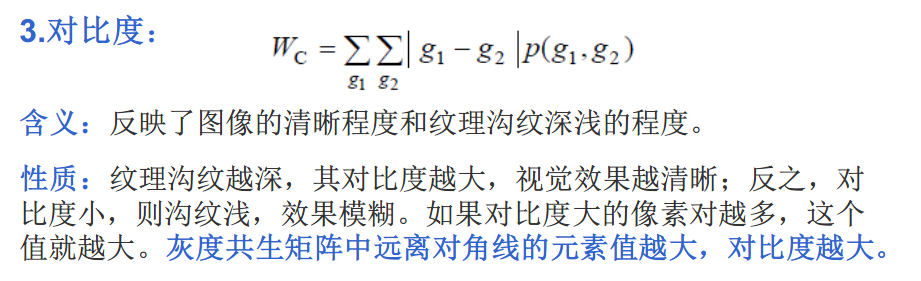 3.对比度：
W_C = ∑_{g_1} ∑_{g_2} | g_1 − g_2 | p(g_1, g_2)
含义：反映了图像的清晰程度和纹理沟纹深浅的程度。
性质：纹理沟纹越深，其对比度越大，视觉效果越清晰；反之，对
比度小，则沟纹浅，效果模糊。如果对比度大的像素对越多，这个
值就越大。灰度共生矩阵中远离对角线的元素值越大，对比度越大。